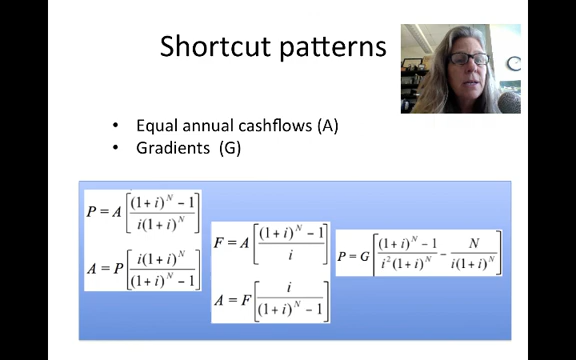 Shortcut patterns
• Equal annual cashflows (A)
• Gradients (G)
P = A [ ((1 + i)^N − 1) / (i(1 + i)^N) ]
A = P [ (i(1 + i)^N) / ((1 + i)^N − 1) ]
F = A [ ((1 + i)^N − 1) / i ]
A = F [ i / ((1 + i)^N − 1) ]
P = G [ ((1 + i)^N − 1) / (i^2(1 + i)^N) − N / (i(1 + i)^N) ]